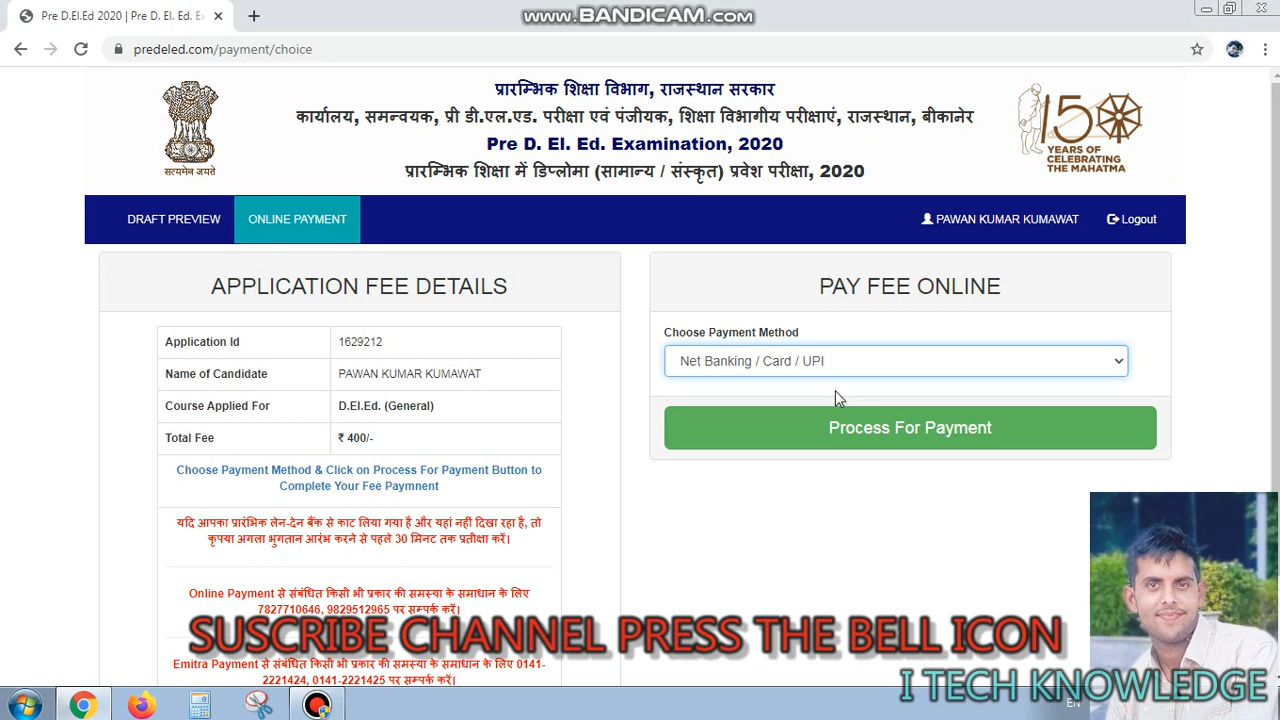 Pre D.El.Ed 2020 | Pre D. El. Ed. Ex
WWW.BANDICAM.COM
predeled.com/payment/choice
प्रारम्भिक शिक्षा विभाग, राजस्थान सरकार
कार्यालय, समन्वयक, प्री डी.एल.एड. परीक्षा एवं पंजीयक, शिक्षा विभागीय परीक्षाएं, राजस्थान, बीकानेर
Pre D. El. Ed. Examination, 2020
प्रारम्भिक शिक्षा में डिप्लोमा (सामान्य / संस्कृत) प्रवेश परीक्षा, 2020
सत्यमेव जयते
150
YEARS OF
CELEBRATING
THE MAHATMA
DRAFT PREVIEW
ONLINE PAYMENT
PAWAN KUMAR KUMAWAT
Logout
APPLICATION FEE DETAILS
Application Id 1629212
Name of Candidate PAWAN KUMAR KUMAWAT
Course Applied For D.El.Ed. (General)
Total Fee ₹ 400/-
Choose Payment Method & Click on Process For Payment Button to
Complete Your Fee Paymnent
यदि आपका प्रारंभिक लेन-देन बैंक से काट लिया गया है और यहां नहीं दिखा रहा है, तो
कृपया अगला भुगतान आरंभ करने से पहले 30 मिनट तक प्रतीक्षा करें।
Online Payment से संबंधित किसी भी प्रकार की समस्या के समाधान के लिए
7827710646, 9829512965 पर सम्पर्क करें।
Emitra Payment से संबंधित किसी भी प्रकार की समस्या के समाधान के लिए 0141-
2221424, 0141-2221425 पर सम्पर्क करें।
PAY FEE ONLINE
Choose Payment Method
Net Banking / Card / UPI
Process For Payment
SUSCRIBE CHANNEL PRESS THE BELL ICON
I TECH KNOWLEDGE
EN